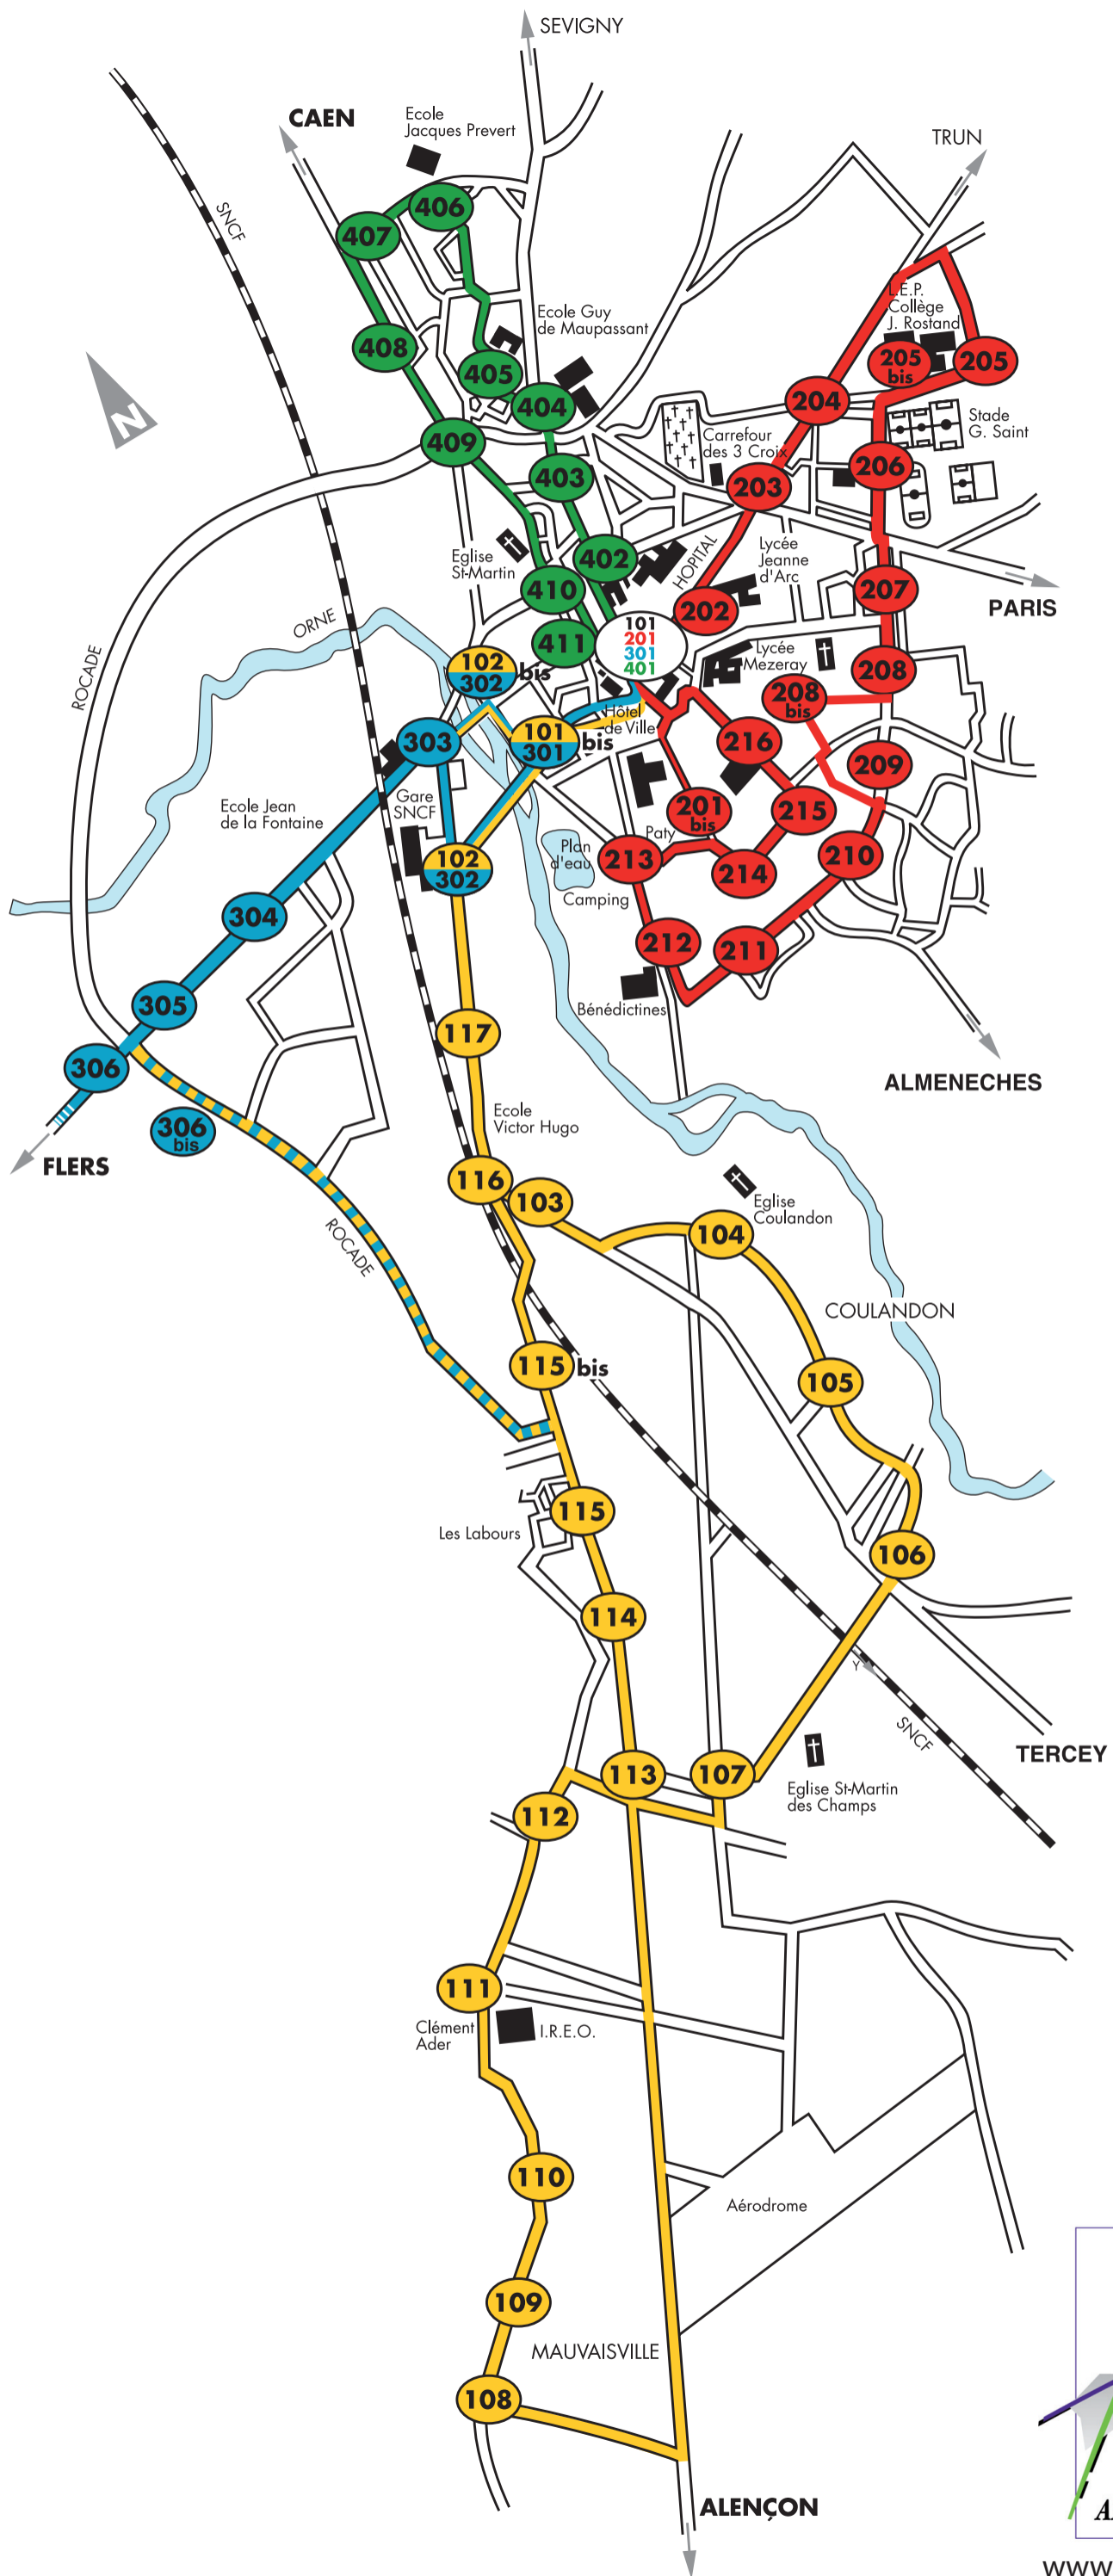 SEVIGNY
CAEN
Ecole
Jacques Prevert
TRUN
SNCF
406
407
L.E.P.
Collège
J. Rostand
Ecole Guy
de Maupassant
408
205
bis
205
405
404
204
Stade
G. Saint
409
Carrefour
des 3 Croix
403
203
206
HOPITAL
Eglise
St-Martin
402
Lycée
Jeanne
d'Arc
410
202
207
PARIS
ORNE
411
101
201
301
401
Lycée
Mezeray
208
ROCADE
102
302
bis
208
bis
Hôtel
de Ville
303
101
301
bis
216
209
Gare
SNCF
Ecole Jean
de la Fontaine
201
bis
215
Paty
Plan
d'eau
213
210
102
302
214
Camping
304
212
211
Bénédictines
305
117
306
ALMENECHES
306
bis
Ecole
Victor Hugo
FLERS
116
103
Eglise
Coulandon
104
ROCADE
COULANDON
115
bis
105
115
Les Labours
106
114
Y
SNCF
TERCEY
113
107
Eglise St-Martin
des Champs
112
111
Clément
Ader
I.R.E.O.
110
Aérodrome
109
MAUVAISVILLE
108
ALENÇON
www